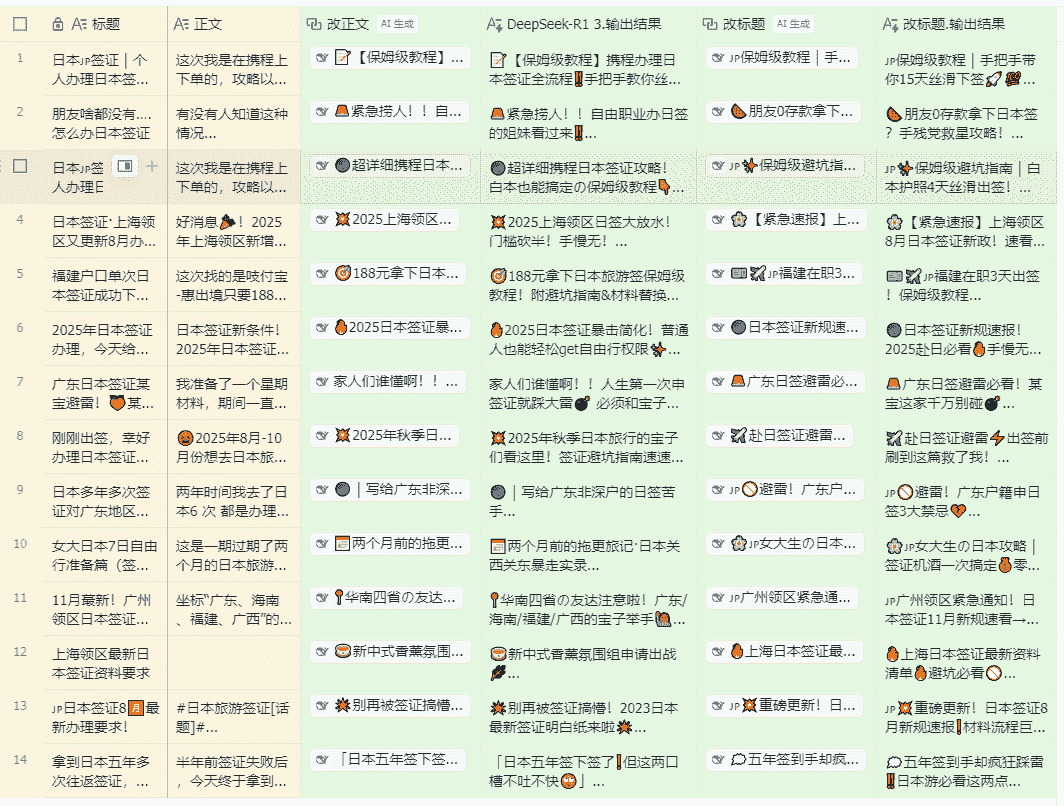 标题 正文 改正文 AI 生成 DeepSeek-R1 3.输出结果 改标题 AI 生成 改标题.输出结果
1
日本JP签证｜个
人办理日本签...
这次我是在携程上
下单的，攻略以...
📝【保姆级教程】...
📝【保姆级教程】携程办理日
本签证全流程‼️手把手教你丝...
JP保姆级教程｜手...
JP保姆级教程｜手把手带
你15天丝滑下签🚀💯...
2
朋友啥都没有....
怎么办日本签证
有没有人知道这种
情况...
🚨紧急捞人！！自...
🚨紧急捞人！！自由职业办日签
的姐妹看过来‼️...
🍉朋友0存款拿下...
🍉朋友0存款拿下日本签
？手残党救星攻略！...
日本JP签
人办理日
这次我是在携程上
下单的，攻略以...
超详细携程日本...
超详细携程日本签证攻略！
白本也能搞定の保姆级教程👇...
JP✨保姆级避坑指...
JP✨保姆级避坑指南｜白
本护照4天丝滑出签！...
4
日本签证·上海领
区又更新8月办...
好消息🎉！2025
年上海领区新增...
💥2025上海领区...
💥2025上海领区日签大放水！
门槛砍半！手慢无！...
🌸【紧急速报】上...
🌸【紧急速报】上海领区
8月日本签证新政！速看...
5
福建户口单次日
本签证成功下...
这次找的是吱付宝
-惠出境只要188...
🎯188元拿下日本...
🎯188元拿下日本旅游签保姆级
教程！附避坑指南&材料替换...
🎫✈️JP福建在职3...
🎫✈️JP福建在职3天出签
！保姆级教程...
6
2025年日本签证
办理，今天给...
日本签证新条件！
2025年日本签证...
🔥2025日本签证暴...
🔥2025日本签证暴击简化！普通
人也能轻松get自由行权限✨...
日本签证新规速...
日本签证新规速报！
2025赴日必看🔥手慢无...
7
广东日本签证某
宝避雷！🍑某...
我准备了一个星期
材料，期间一直...
家人们谁懂啊！！...
家人们谁懂啊！！人生第一次申
签证就踩大雷💣 必须和宝子...
🚨广东日签避雷必...
🚨广东日签避雷必看！某
宝这家千万别碰💣...
8
刚刚出签，幸好
办理日本签证...
😡2025年8月-10
月份想去日本旅...
💥2025年秋季日...
💥2025年秋季日本旅行的宝子
们看这里！签证避坑指南速速...
✈️赴日签证避雷...
✈️赴日签证避雷⚡出签前
刷到这篇救了我！...
9
日本多年多次签
证对广东地区...
两年时间我去了日
本6 次 都是办理...
｜写给广东非深...
｜写给广东非深户的日签苦
手...
JP🚫避雷！广东户...
JP🚫避雷！广东户籍申日
签3大禁忌💔...
10
女大日本7日自由
行准备篇（签...
这是一期过期了两
个月的日本旅游...
📅两个月前的拖更...
📅两个月前的拖更旅记·日本关
西关东暴走实录...
🌸JP女大生の日本...
🌸JP女大生の日本攻略｜
签证机酒一次搞定💰零...
11
11月蕞新！广州
领区日本签证...
坐标“广东、海南
、福建、广西”的...
📍华南四省の友达...
📍华南四省の友达注意啦！广东/
海南/福建/广西的宝子举手🙋...
JP广州领区紧急通...
JP广州领区紧急通知！日
本签证11月新规速看→...
12
上海领区最新日
本签证资料要求
新中式香薰氛围...
新中式香薰氛围组申请出战
...
🔥上海日本签证最...
🔥上海日本签证最新资料
清单🔥避坑必看🚫...
13
JP日本签证8🈷️最
新办理要求！
#日本旅游签证[话
题]#...
💥别再被签证搞懵...
💥别再被签证搞懵！2023日本
最新签证明白纸来啦💥...
JP💥重磅更新！日...
JP💥重磅更新！日本签证8
月新规速报❗材料流程巨...
14
拿到日本五年多
次往返签证，...
半年前签证失败后
，今天终于拿到...
「日本五年签下签...
「日本五年签下签了❗但这两口
槽不吐不快🙄」...
💭五年签到手却疯...
💭五年签到手却疯狂踩雷
‼️日本游必看这两点...